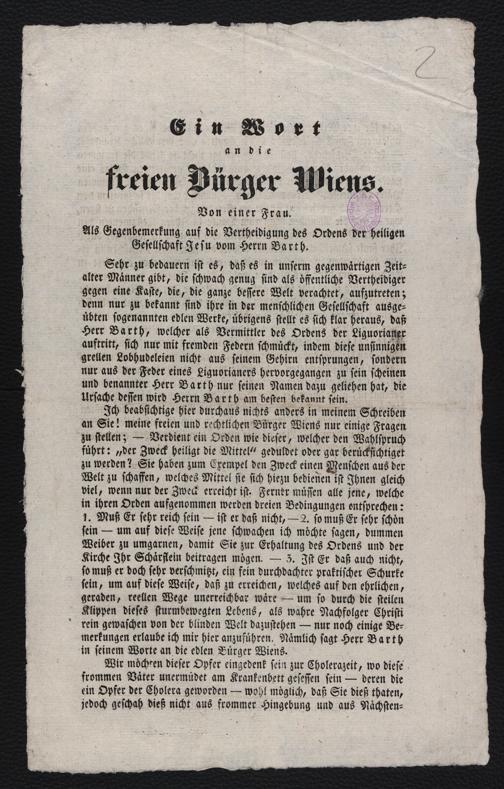 2
Ein Wort
an die
freien Bürger Wiens.
Von einer Frau.
Als Gegenbemerkung auf die Vertheidigung des Ordens der heiligen
Gesellschaft Jesu vom Herrn Barth.
Sehr zu bedauern ist es, daß es in unserm gegenwärtigen Zeit-
alter Männer gibt, die schwach genug sind als öffentliche Vertheidiger
gegen eine Kaste, die, die ganze bessere Welt verachtet, aufzutreten;
denn nur zu bekannt sind ihre in der menschlichen Gesellschaft ausge-
übten sogenannten edlen Werke, übrigens stellt es sich klar heraus, daß
Herr Barth, welcher als Vermittler des Ordens der Liguorianer
auftritt, sich nur mit fremden Federn schmückt, indem diese unsinnigen
grellen Lobhudeleien nicht aus seinem Gehirn entsprungen, sondern
nur aus der Feder eines Liguorianers hervorgegangen zu sein scheinen
und benannter Herr Barth nur seinen Namen dazu geliehen hat, die
Ursache dessen wird Herrn Barth am besten bekannt sein.
Ich beabsichtige hier durchaus nichts anders in meinem Schreiben
an Sie! meine freien und rechtlichen Bürger Wiens nur einige Fragen
zu stellen; — Verdient ein Orden wie dieser, welcher den Wahlspruch
führt: „der Zweck heiligt die Mittel“ geduldet oder gar berücksichtiget
zu werden? Sie haben zum Exempel den Zweck einen Menschen aus der
Welt zu schaffen, welches Mittel sie sich hiezu bedienen ist Ihnen gleich
viel, wenn nur der Zweck erreicht ist. Ferner müssen alle jene, welche
in ihren Orden aufgenommen werden dreien Bedingungen entsprechen:
1. Muß Er sehr reich sein — ist er daß nicht, — 2. so muß Er sehr schön
sein — um auf diese Weise jene schwachen ich möchte sagen, dummen
Weiber zu umgarnen, damit Sie zur Erhaltung des Ordens und der
Kirche Ihr Schärflein beitragen mögen. — 3. Ist Er daß auch nicht,
so muß er doch sehr verschmitzt, ein fein durchdachter praktischer Schurke
sein, um auf diese Weise, daß zu erreichen, welches auf den ehrlichen,
geraden, reellen Wege unerreichbar wäre — um so durch die steilen
Klippen dieses sturmbewegten Lebens, als wahre Nachfolger Christi
rein gewaschen von der blinden Welt dazustehen — nur noch einige Be-
merkungen erlaube ich mir hier anzuführen. Nämlich sagt Herr Barth
in seinem Worte an die edlen Bürger Wiens.
Wir möchten dieser Opfer eingedenk sein zur Cholerazeit, wo diese
frommen Väter unermüdet am Krankenbett gesessen sein — deren die
ein Opfer der Cholera geworden — wohl möglich, daß Sie dieß thaten,
jedoch geschah dieß nicht aus frommer Hingebung und aus Nächsten-